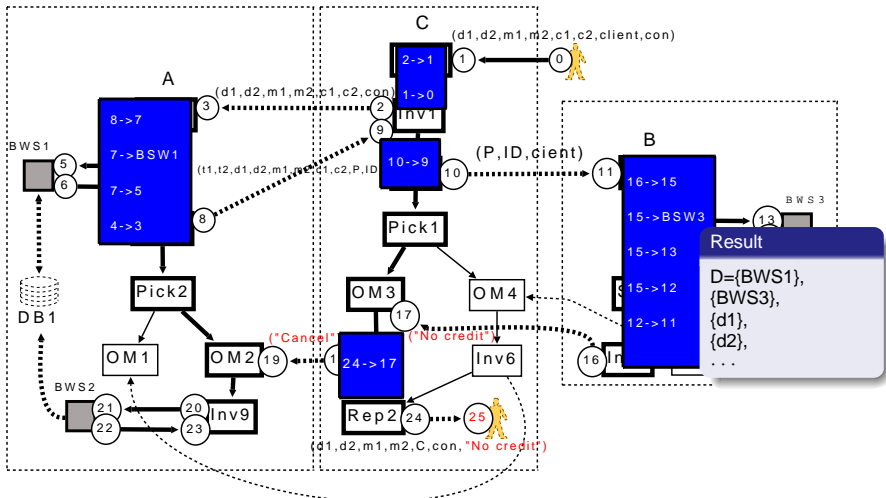 C
(d1,d2,m1,m2,c1,c2,client,con)
2->1
1
0
1->0
A
(d1,d2,m1,m2,c1,c2,con)
3
2
Inv1
9
8->7
BWS1
5
7->BSW1
6
7->5
4->3
8
(t1,t2,d1,d2,m1,m2,c1,c2,P,ID
10->9
10
(P,ID,cient)
11
B
16->15
15->BSW3
BWS3
13
15->13
15->12
12->11
Result
D={BWS1},
{BWS3},
{d1},
{d2},
. . .
Pick1
Pick2
OM3
OM4
17
DB1
("Cancel")
("No credit")
OM1
OM2
19
1
24->17
Inv6
16
In
BWS2
21
20
Inv9
22
23
Rep2
24
25
(d1,d2,m1,m2,C,con,"No credit")